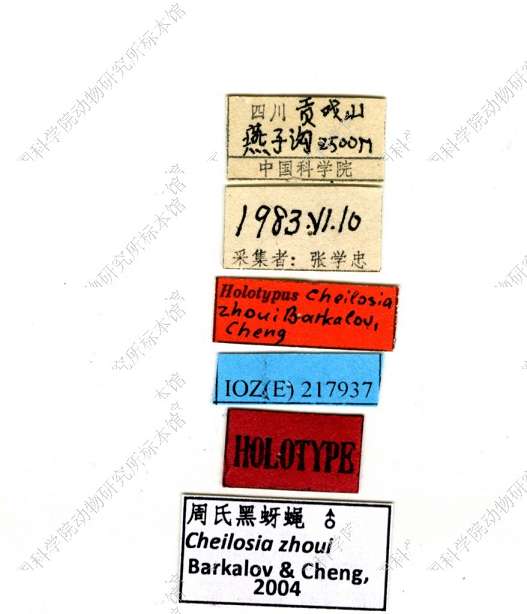 四川 贡嘎山
燕子沟 2500M
中国科学院
1983.VI.10
采集者：张学忠
Holotypus Cheilosia
zhoui Barkalov,
Cheng
IOZ(E) 217937
HOLOTYPE
周氏黑蚜蝇 ♂
Cheilosia zhoui
Barkalov & Cheng,
2004